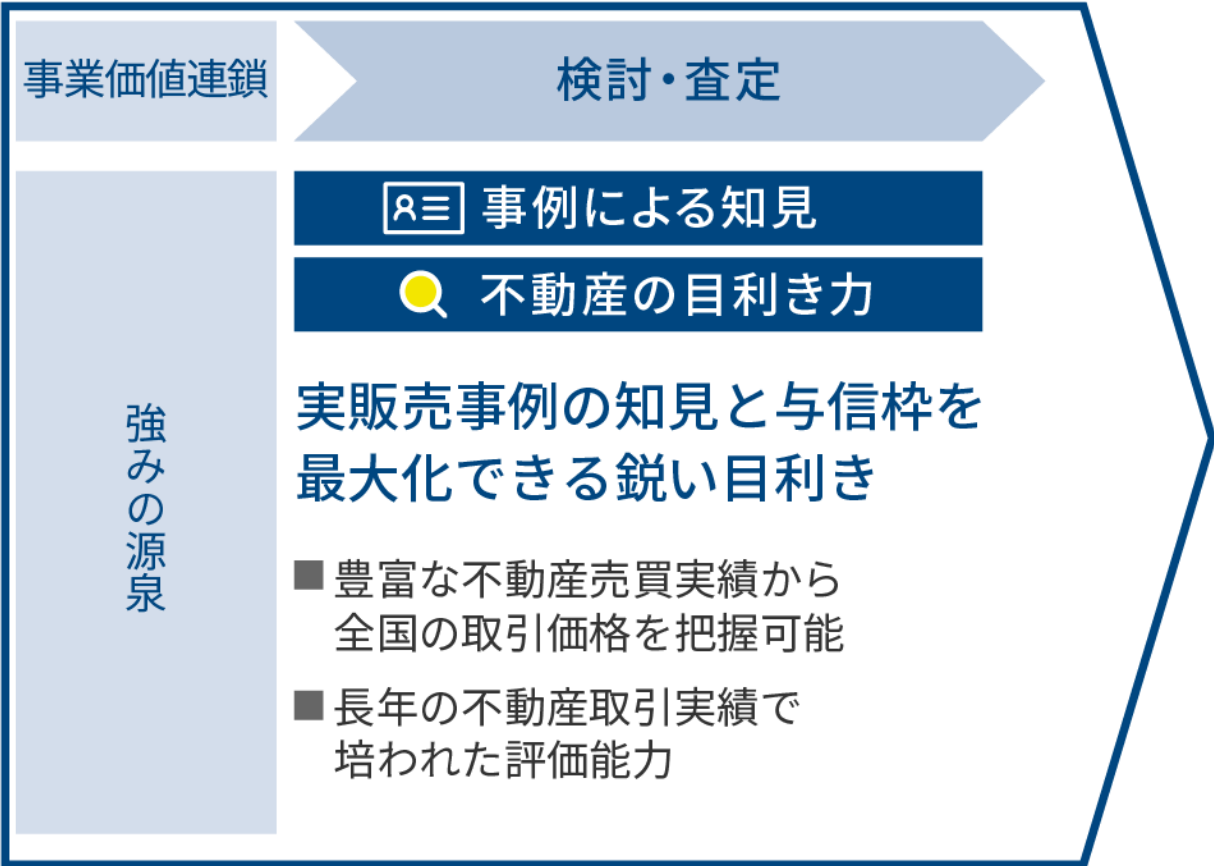 事業価値連鎖
検討・査定
強みの源泉
事例による知見
不動産の目利き力
実販売事例の知見と与信枠を
最大化できる鋭い目利き
■豊富な不動産売買実績から
全国の取引価格を把握可能
■長年の不動産取引実績で
培われた評価能力